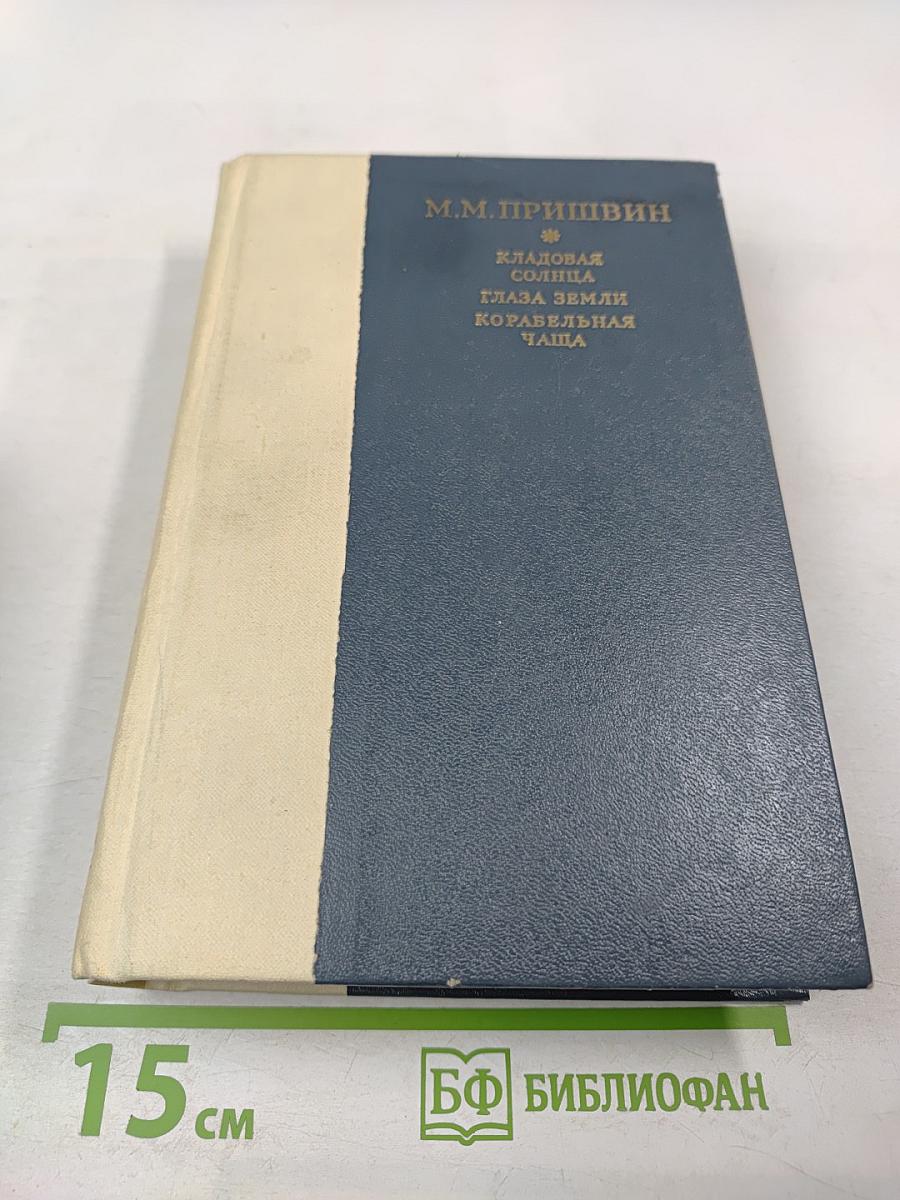 М.М.ПРИШВИН
КЛАДОВАЯ
СОЛНЦА
ГЛАЗА ЗЕМЛИ
КОРАБЕЛЬНАЯ
ЧАЩА
15 см
БФ БИБЛИОФАН